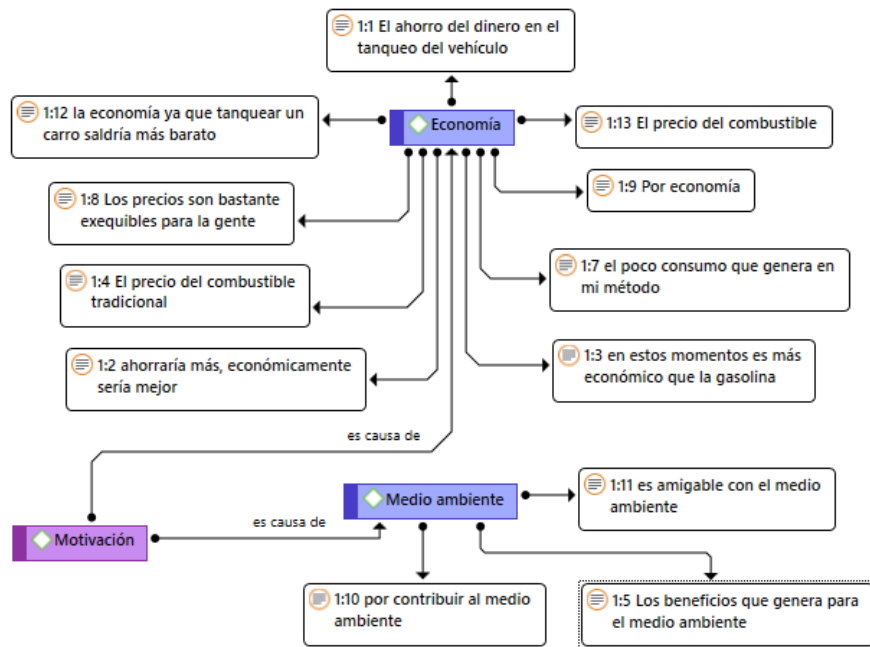 1:1 El ahorro del dinero en el
tanqueo del vehículo
1:12 la economía ya que tanquear un
carro saldría más barato
Economía
1:13 El precio del combustible
1:8 Los precios son bastante
exequibles para la gente
1:9 Por economía
1:4 El precio del combustible
tradicional
1:7 el poco consumo que genera en
mi método
1:2 ahorraría más, económicamente
sería mejor
1:3 en estos momentos es más
económico que la gasolina
es causa de
Medio ambiente
1:11 es amigable con el medio
ambiente
Motivación
es causa de
1:10 por contribuir al medio
ambiente
1:5 Los beneficios que genera para
el medio ambiente